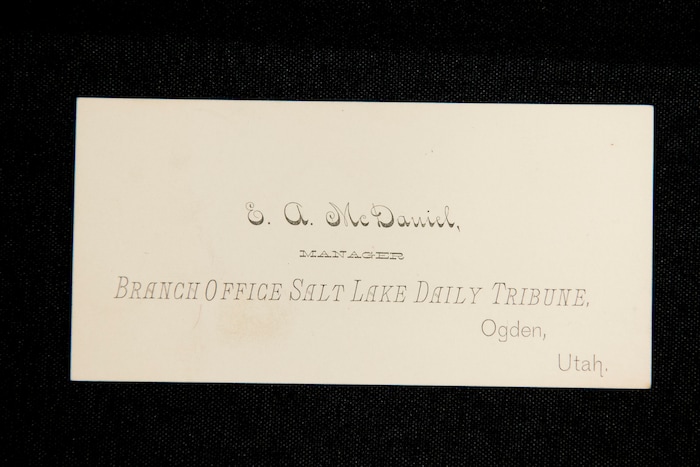 E. A. McDaniel,
MANAGER
BRANCH OFFICE SALT LAKE DAILY TRIBUNE,
Ogden,
Utah.